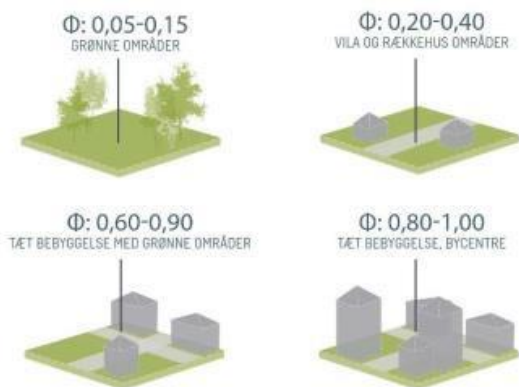 Φ: 0,05-0,15
GRØNNE OMRÅDER
Φ: 0,20-0,40
VILA OG RÆKKEHUS OMRÅDER
Φ: 0,60-0,90
TÆT BEBYGGELSE MED GRØNNE OMRÅDER
Φ: 0,80-1,00
TÆT BEBYGGELSE, BYCENTRE